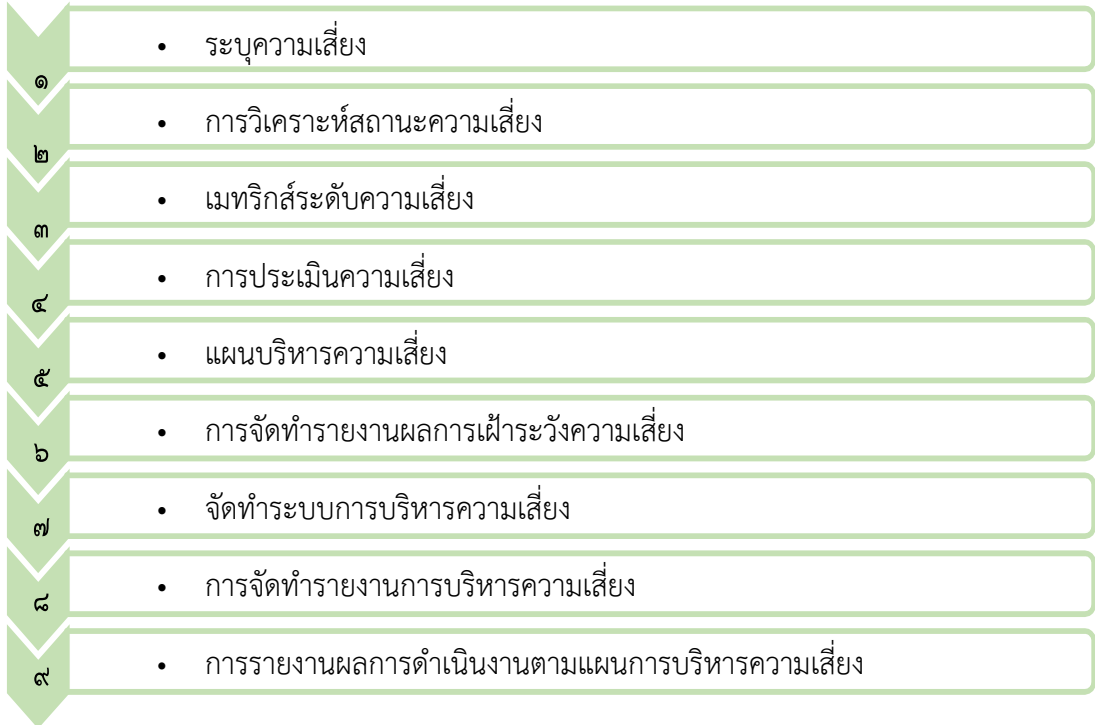 ๑
• ระบุความเสี่ยง
๒
• การวิเคราะห์สถานะความเสี่ยง
๓
• เมทริกส์ระดับความเสี่ยง
๔
• การประเมินความเสี่ยง
๕
• แผนบริหารความเสี่ยง
๖
• การจัดทำรายงานผลการเฝ้าระวังความเสี่ยง
๗
• จัดทำระบบการบริหารความเสี่ยง
๘
• การจัดทำรายงานการบริหารความเสี่ยง
๙
• การรายงานผลการดำเนินงานตามแผนการบริหารความเสี่ยง